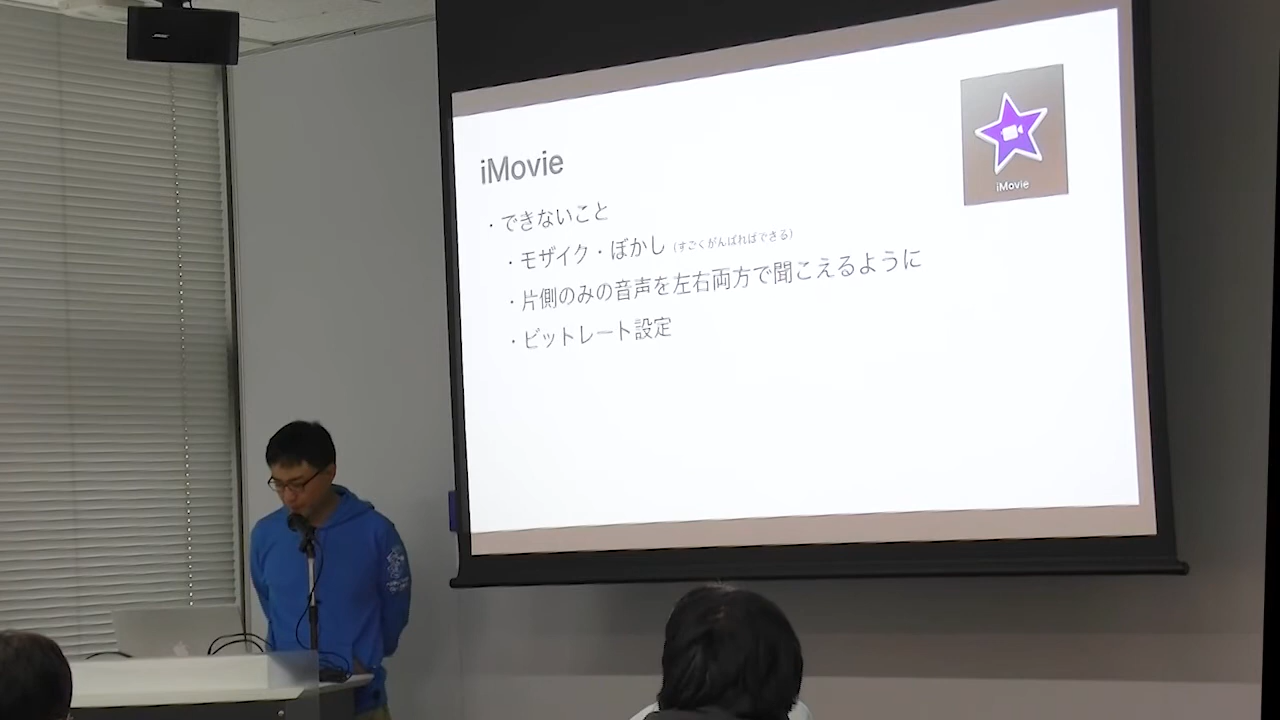 BOSE
iMovie
iMovie
・できないこと
・モザイク・ぼかし（すごくがんばればできる）
・片側のみの音声を左右両方で聞こえるように
・ビットレート設定